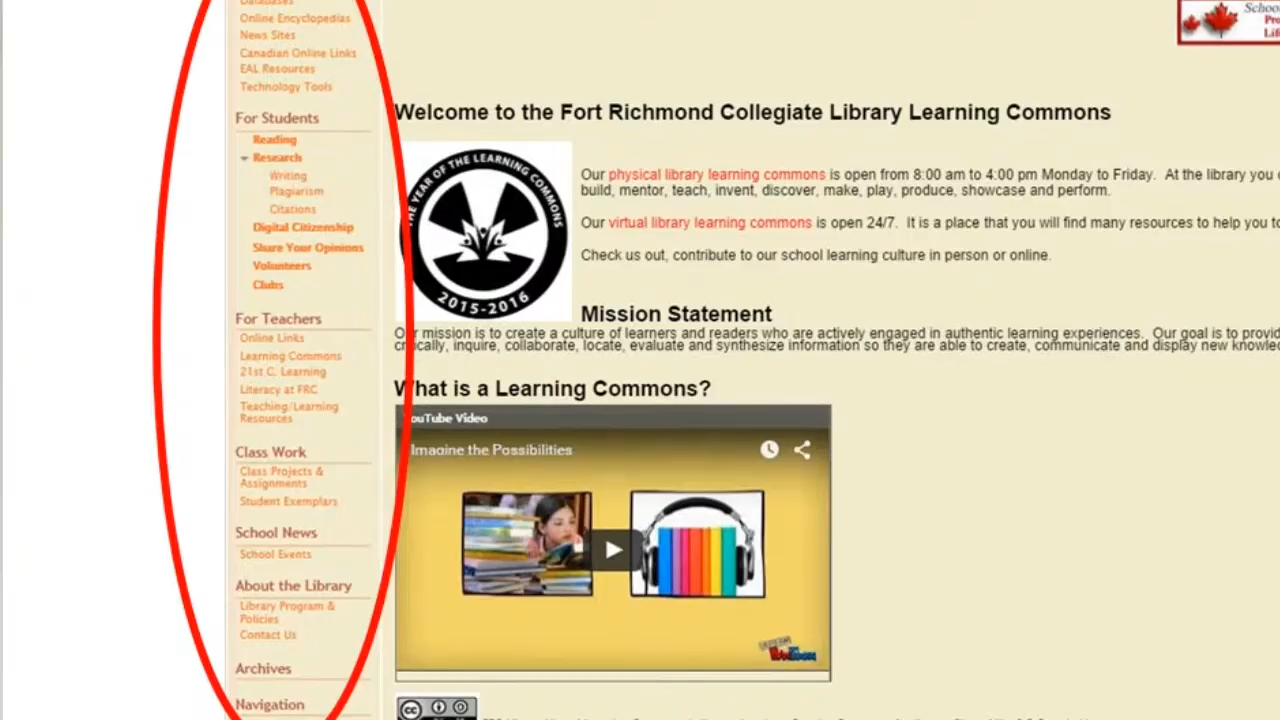 Databases
Online Encyclopedias
News Sites
Canadian Online Links
EAL Resources
Technology Tools
For Students
Reading
Research
Writing
Plagiarism
Citations
Digital Citizenship
Share Your Opinions
Volunteers
Clubs
For Teachers
Online Links
Learning Commons
21st C. Learning
Literacy at FRC
Teaching/Learning
Resources
Class Work
Class Projects &
Assignments
Student Exemplars
School News
School Events
About the Library
Library Program &
Policies
Contact Us
Archives
Navigation
Welcome to the Fort Richmond Collegiate Library Learning Commons
THE YEAR OF THE LEARNING COMMONS
2015-2016
Our physical library learning commons is open from 8:00 am to 4:00 pm Monday to Friday. At the library you
build, mentor, teach, invent, discover, make, play, produce, showcase and perform.
Our virtual library learning commons is open 24/7. It is a place that you will find many resources to help you to
Check us out, contribute to our school learning culture in person or online.
Mission Statement
Our mission is to create a culture of learners and readers who are actively engaged in authentic learning experiences. Our goal is to
critically, inquire, collaborate, locate, evaluate and synthesize information so they are able to create, communicate and display new
What is a Learning Commons?
YouTube Video
Imagine the Possibilities
cc